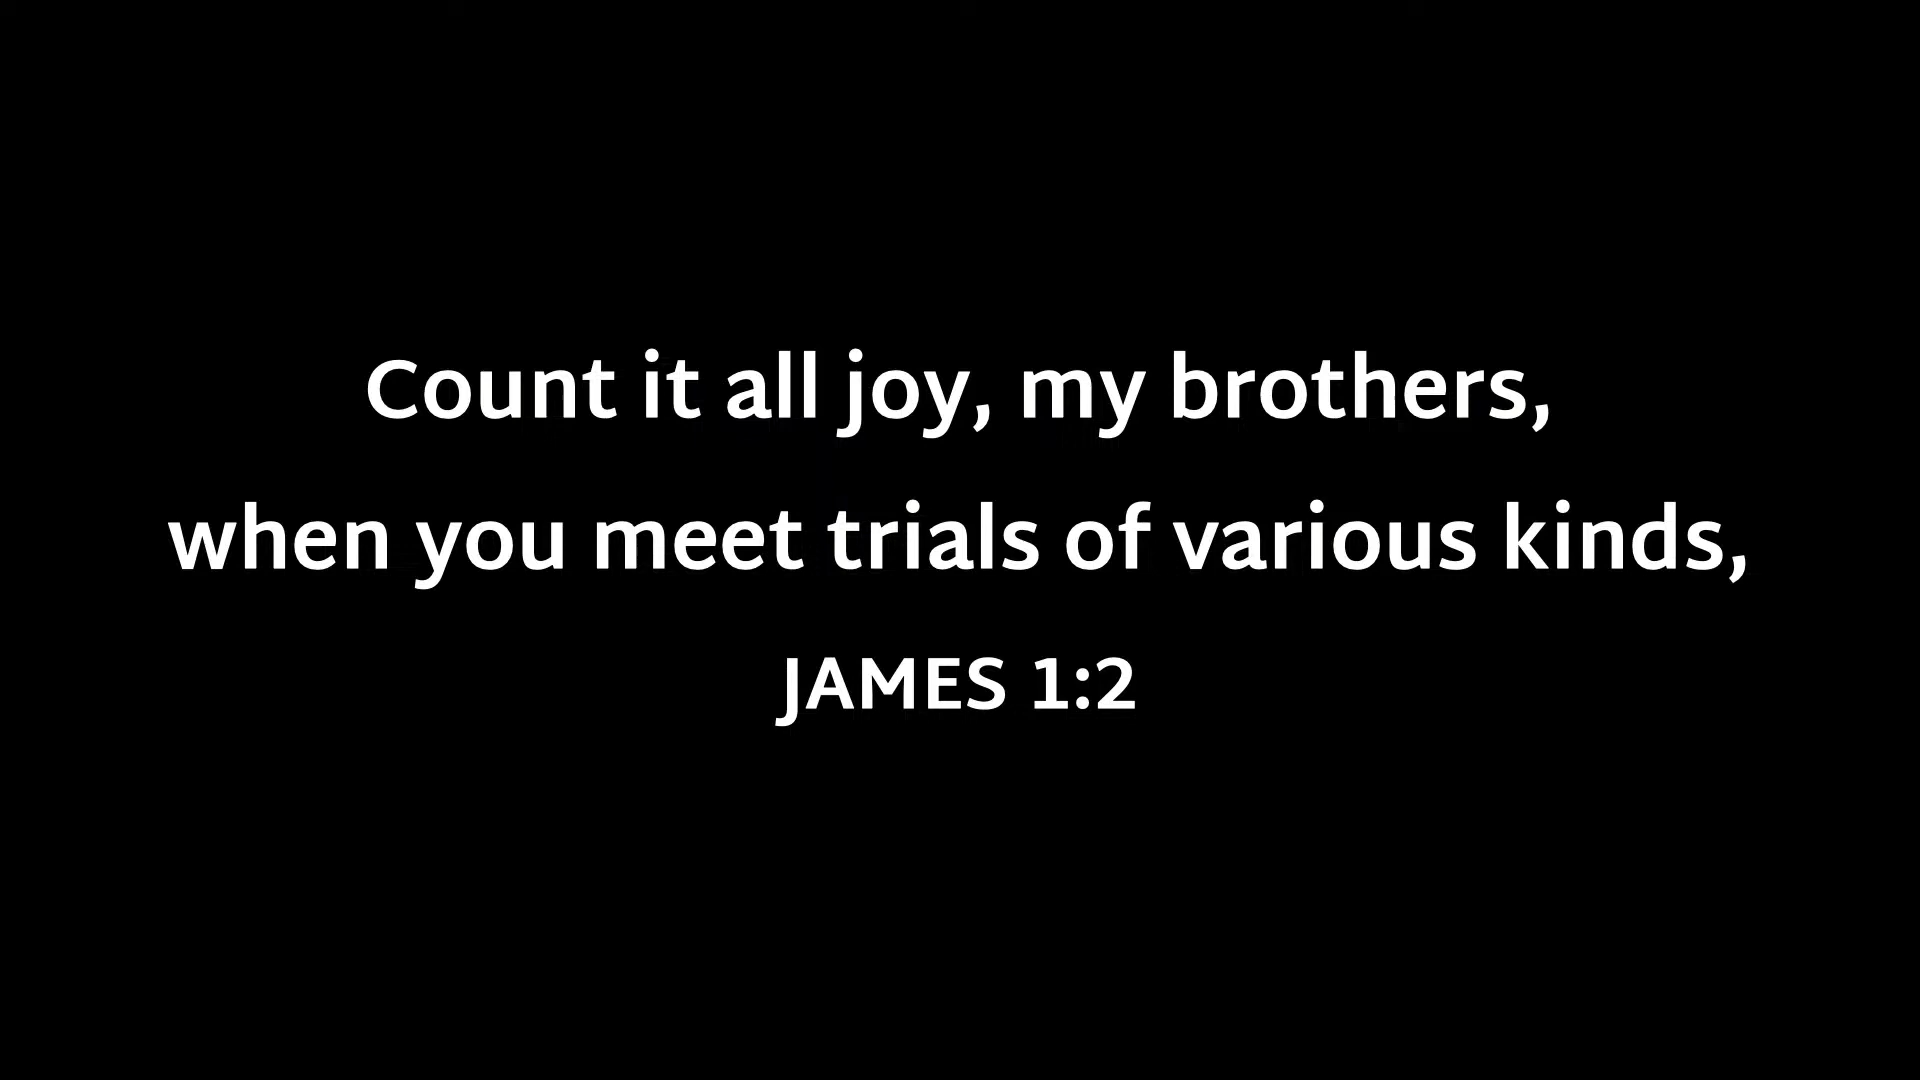 Count it all joy, my brothers,
when you meet trials of various kinds,
JAMES 1:2